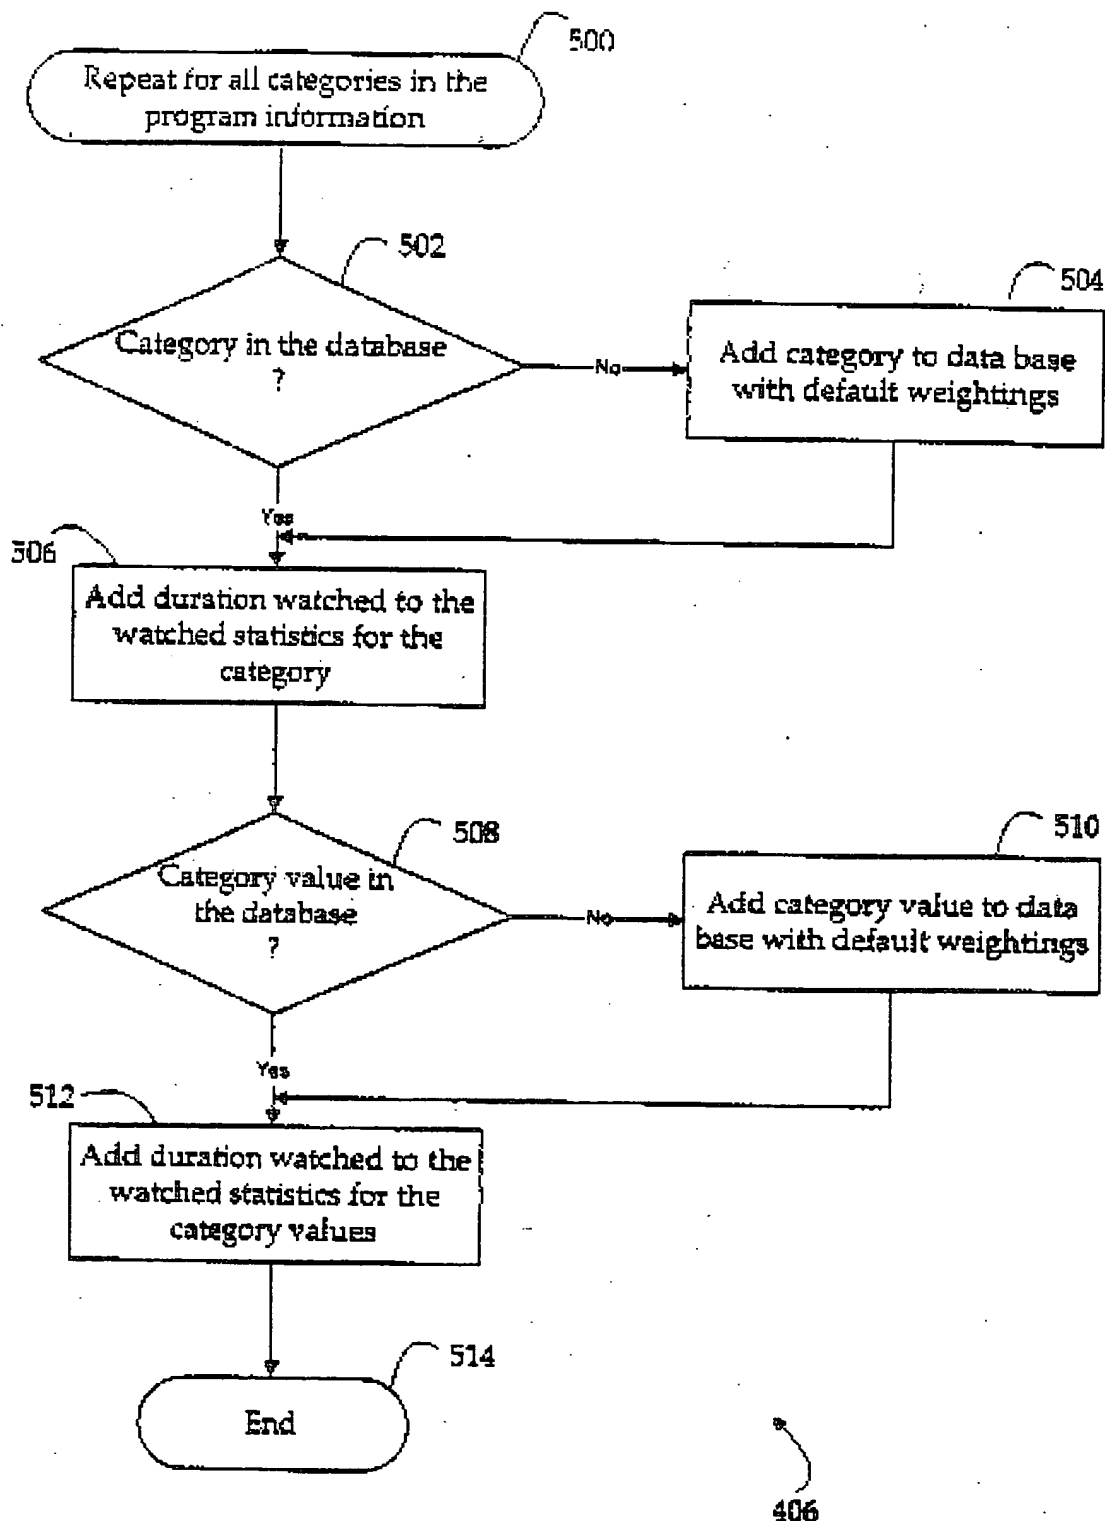 500
Repeat for all categories in the
program information
502
Category in the database
?
No
504
Add category to data base
with default weightings
Yes
506
Add duration watched to the
watched statistics for the
category
508
Category value in
the database
?
No
510
Add category value to data
base with default weightings
Yes
512
Add duration watched to the
watched statistics for the
category values
514
End
406